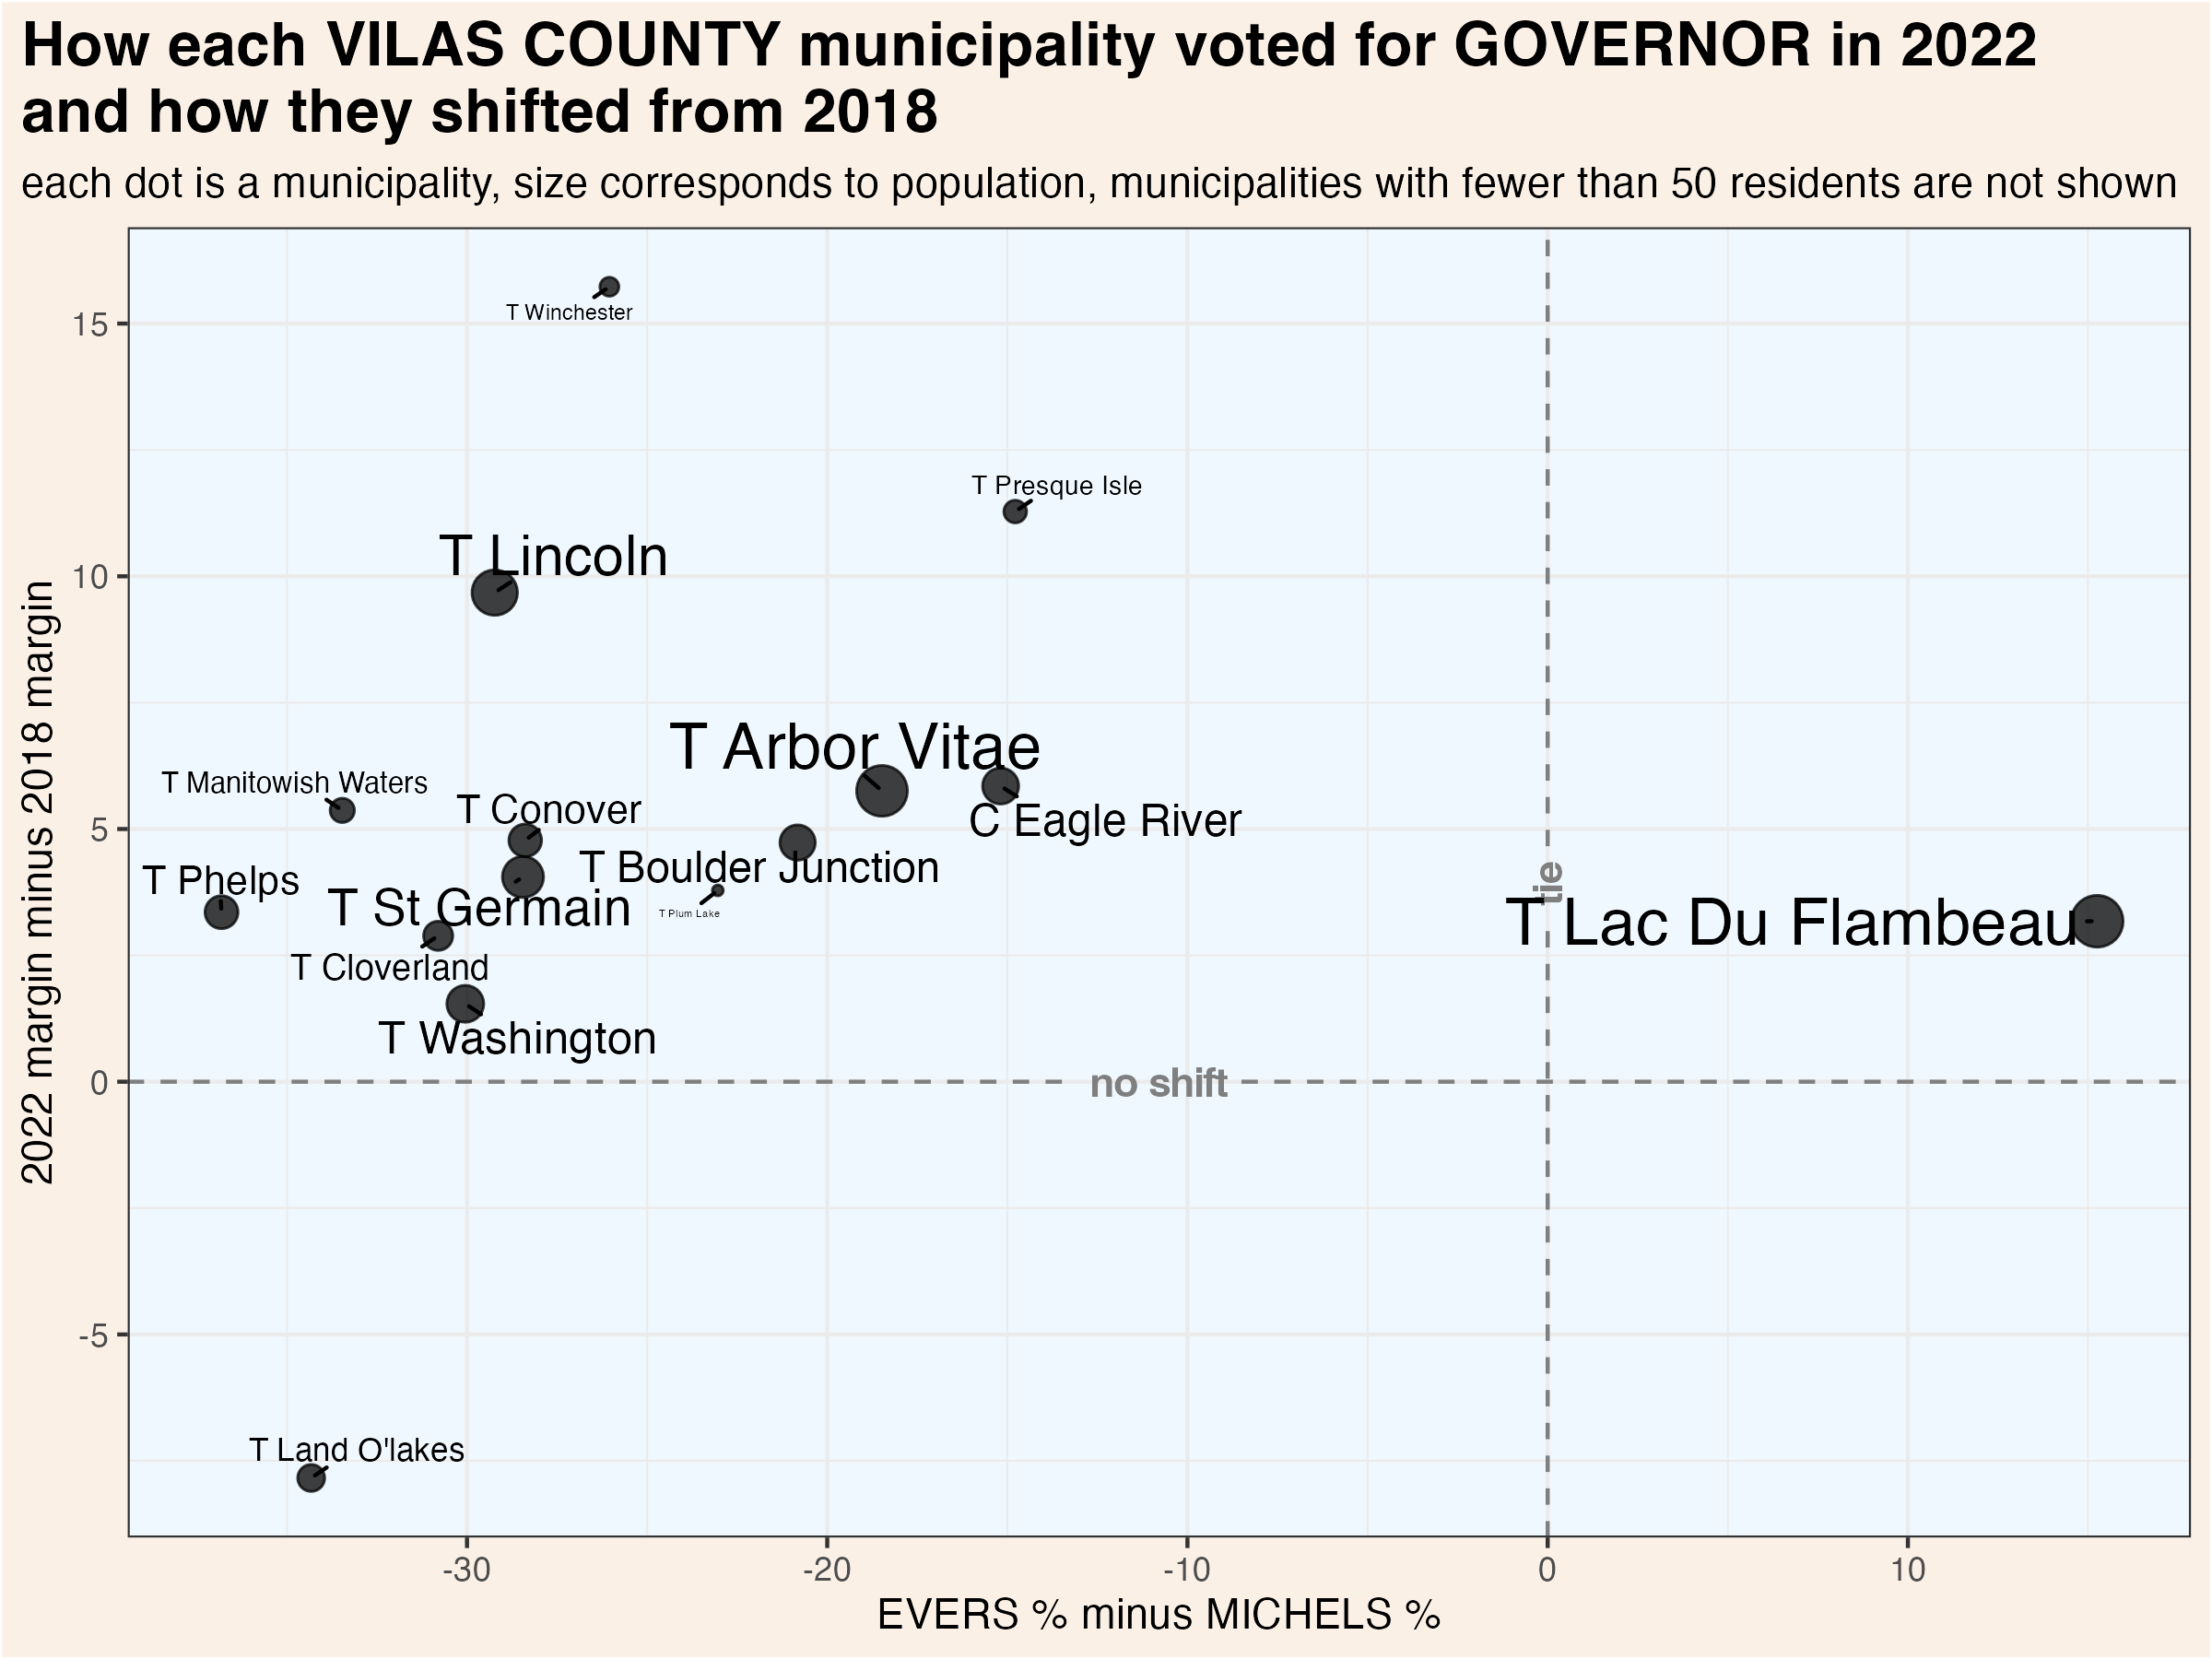 How each VILAS COUNTY municipality voted for GOVERNOR in 2022
and how they shifted from 2018
each dot is a municipality, size corresponds to population, municipalities with fewer than 50 residents are not shown
15
10
5
0
-5
2022 margin minus 2018 margin
T Winchester
T Presque Isle
T Lincoln
T Arbor Vitae
T Manitowish Waters
T Conover
C Eagle River
T Boulder Junction
T Phelps
tie
T St Germain
T Plum Lake
T Lac Du Flambeau
T Cloverland
T Washington
no shift
T Land O'lakes
-30
-20
-10
0
10
EVERS % minus MICHELS %